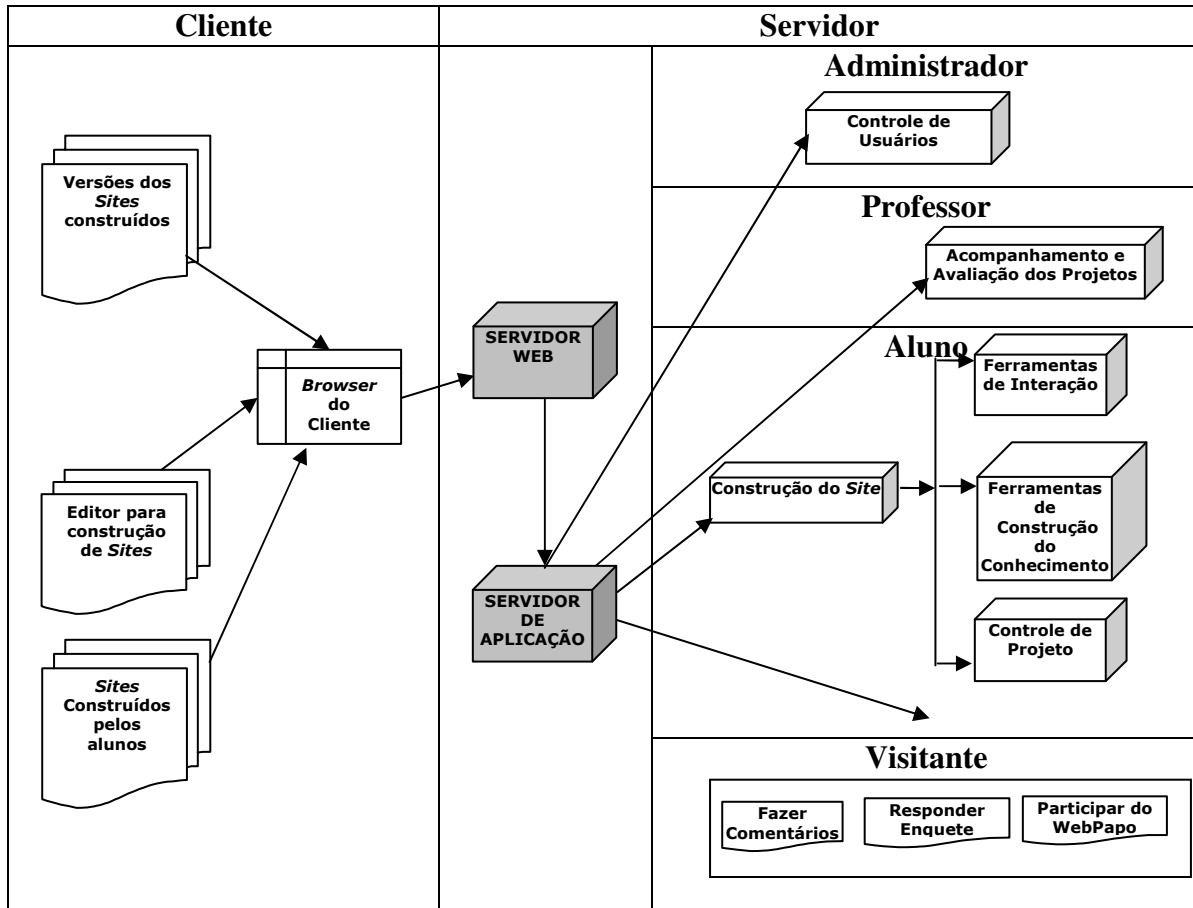 Cliente
Servidor
Administrador
Controle de
Usuários
Professor
Acompanhamento e
Avaliação dos Projetos
Aluno
Versões dos
Sites
construídos
Browser
do
Cliente
Editor para
construção
de Sites
Sites
Construídos
pelos
alunos
SERVIDOR
WEB
SERVIDOR
DE
APLICAÇÃO
Construção do Site
Ferramentas
de Interação
Ferramentas
de
Construção
do
Conhecimento
Controle de
Projeto
Visitante
Fazer
Comentários
Responder
Enquete
Participar do
WebPapo